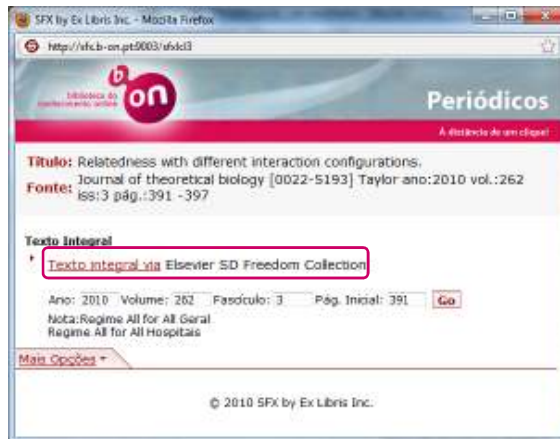 SFX by Ex Libris Inc. - Mozilla Firefox
http://sfx.b-on.pt:9003/sfxlcl3
biblioteca do
conhecimento online
b
on
Periódicos
À distância de um clique!
Título: Relatedness with different interaction configurations.
Fonte: Journal of theoretical biology [0022-5193] Taylor ano:2010 vol.:262
iss:3 pág.:391 -397
Texto Integral
Texto integral via Elsevier SD Freedom Collection
Ano: 2010 Volume: 262 Fascículo: 3 Pág. Inicial: 391 Go
Nota:Regime All for All Geral
Regime All for All Hospitais
Mais Opções
© 2010 SFX by Ex Libris Inc.